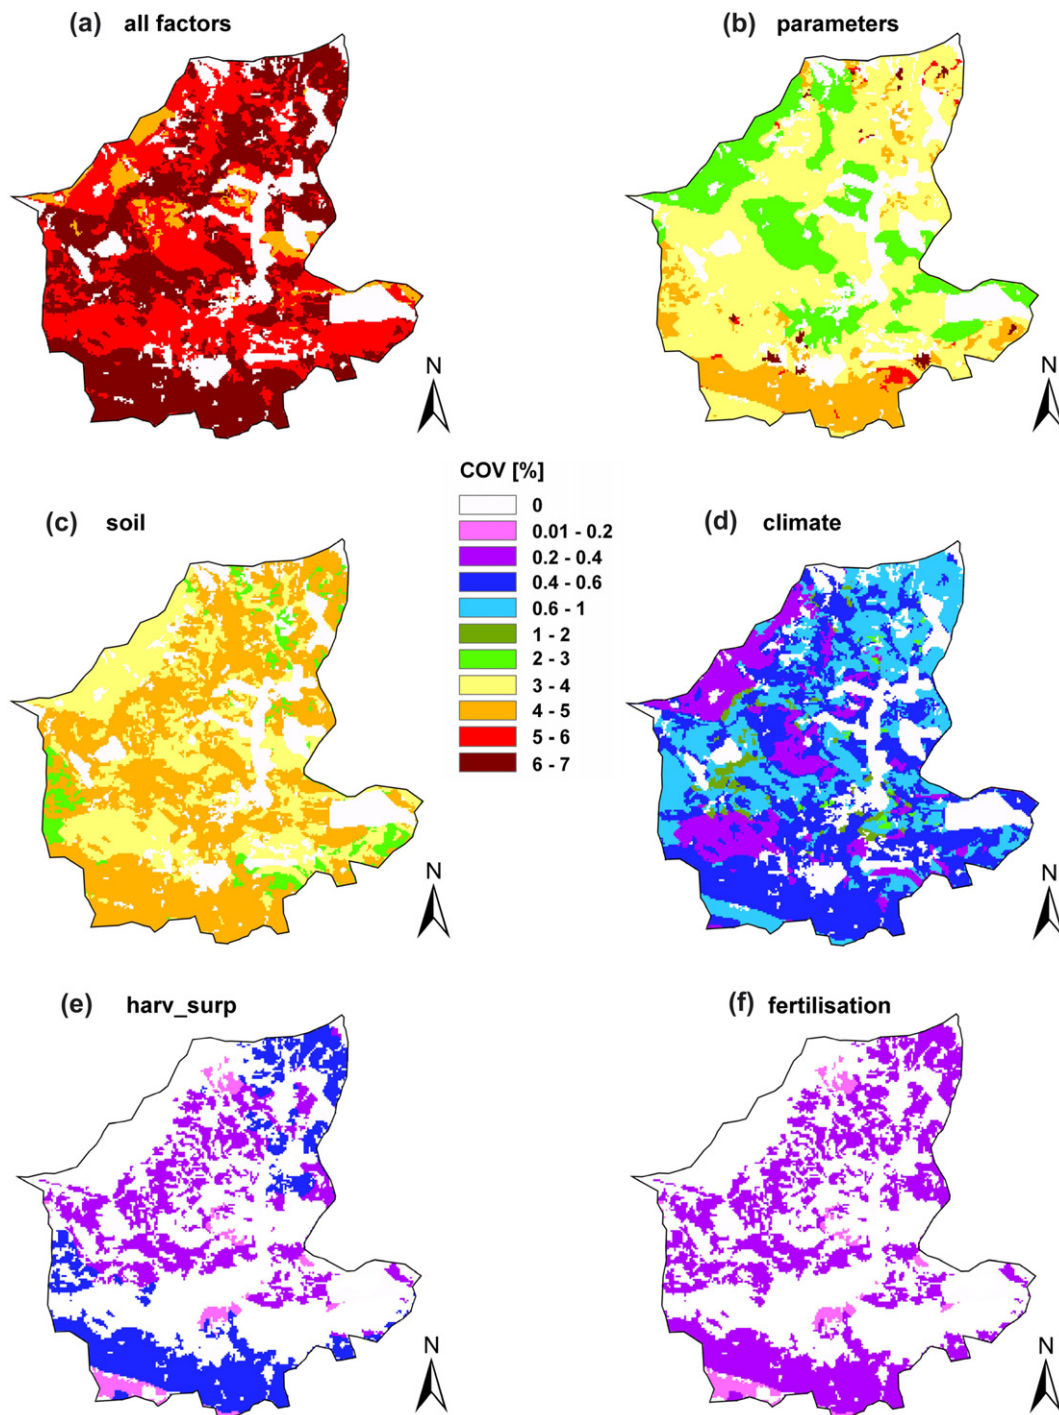 (a) all factors
(b) parameters
N
N
COV [%]
0
0.01 - 0.2
0.2 - 0.4
0.4 - 0.6
0.6 - 1
1 - 2
2 - 3
3 - 4
4 - 5
5 - 6
6 - 7
(c) soil
(d) climate
N
N
(e) harv_surp
(f) fertilisation
N
N